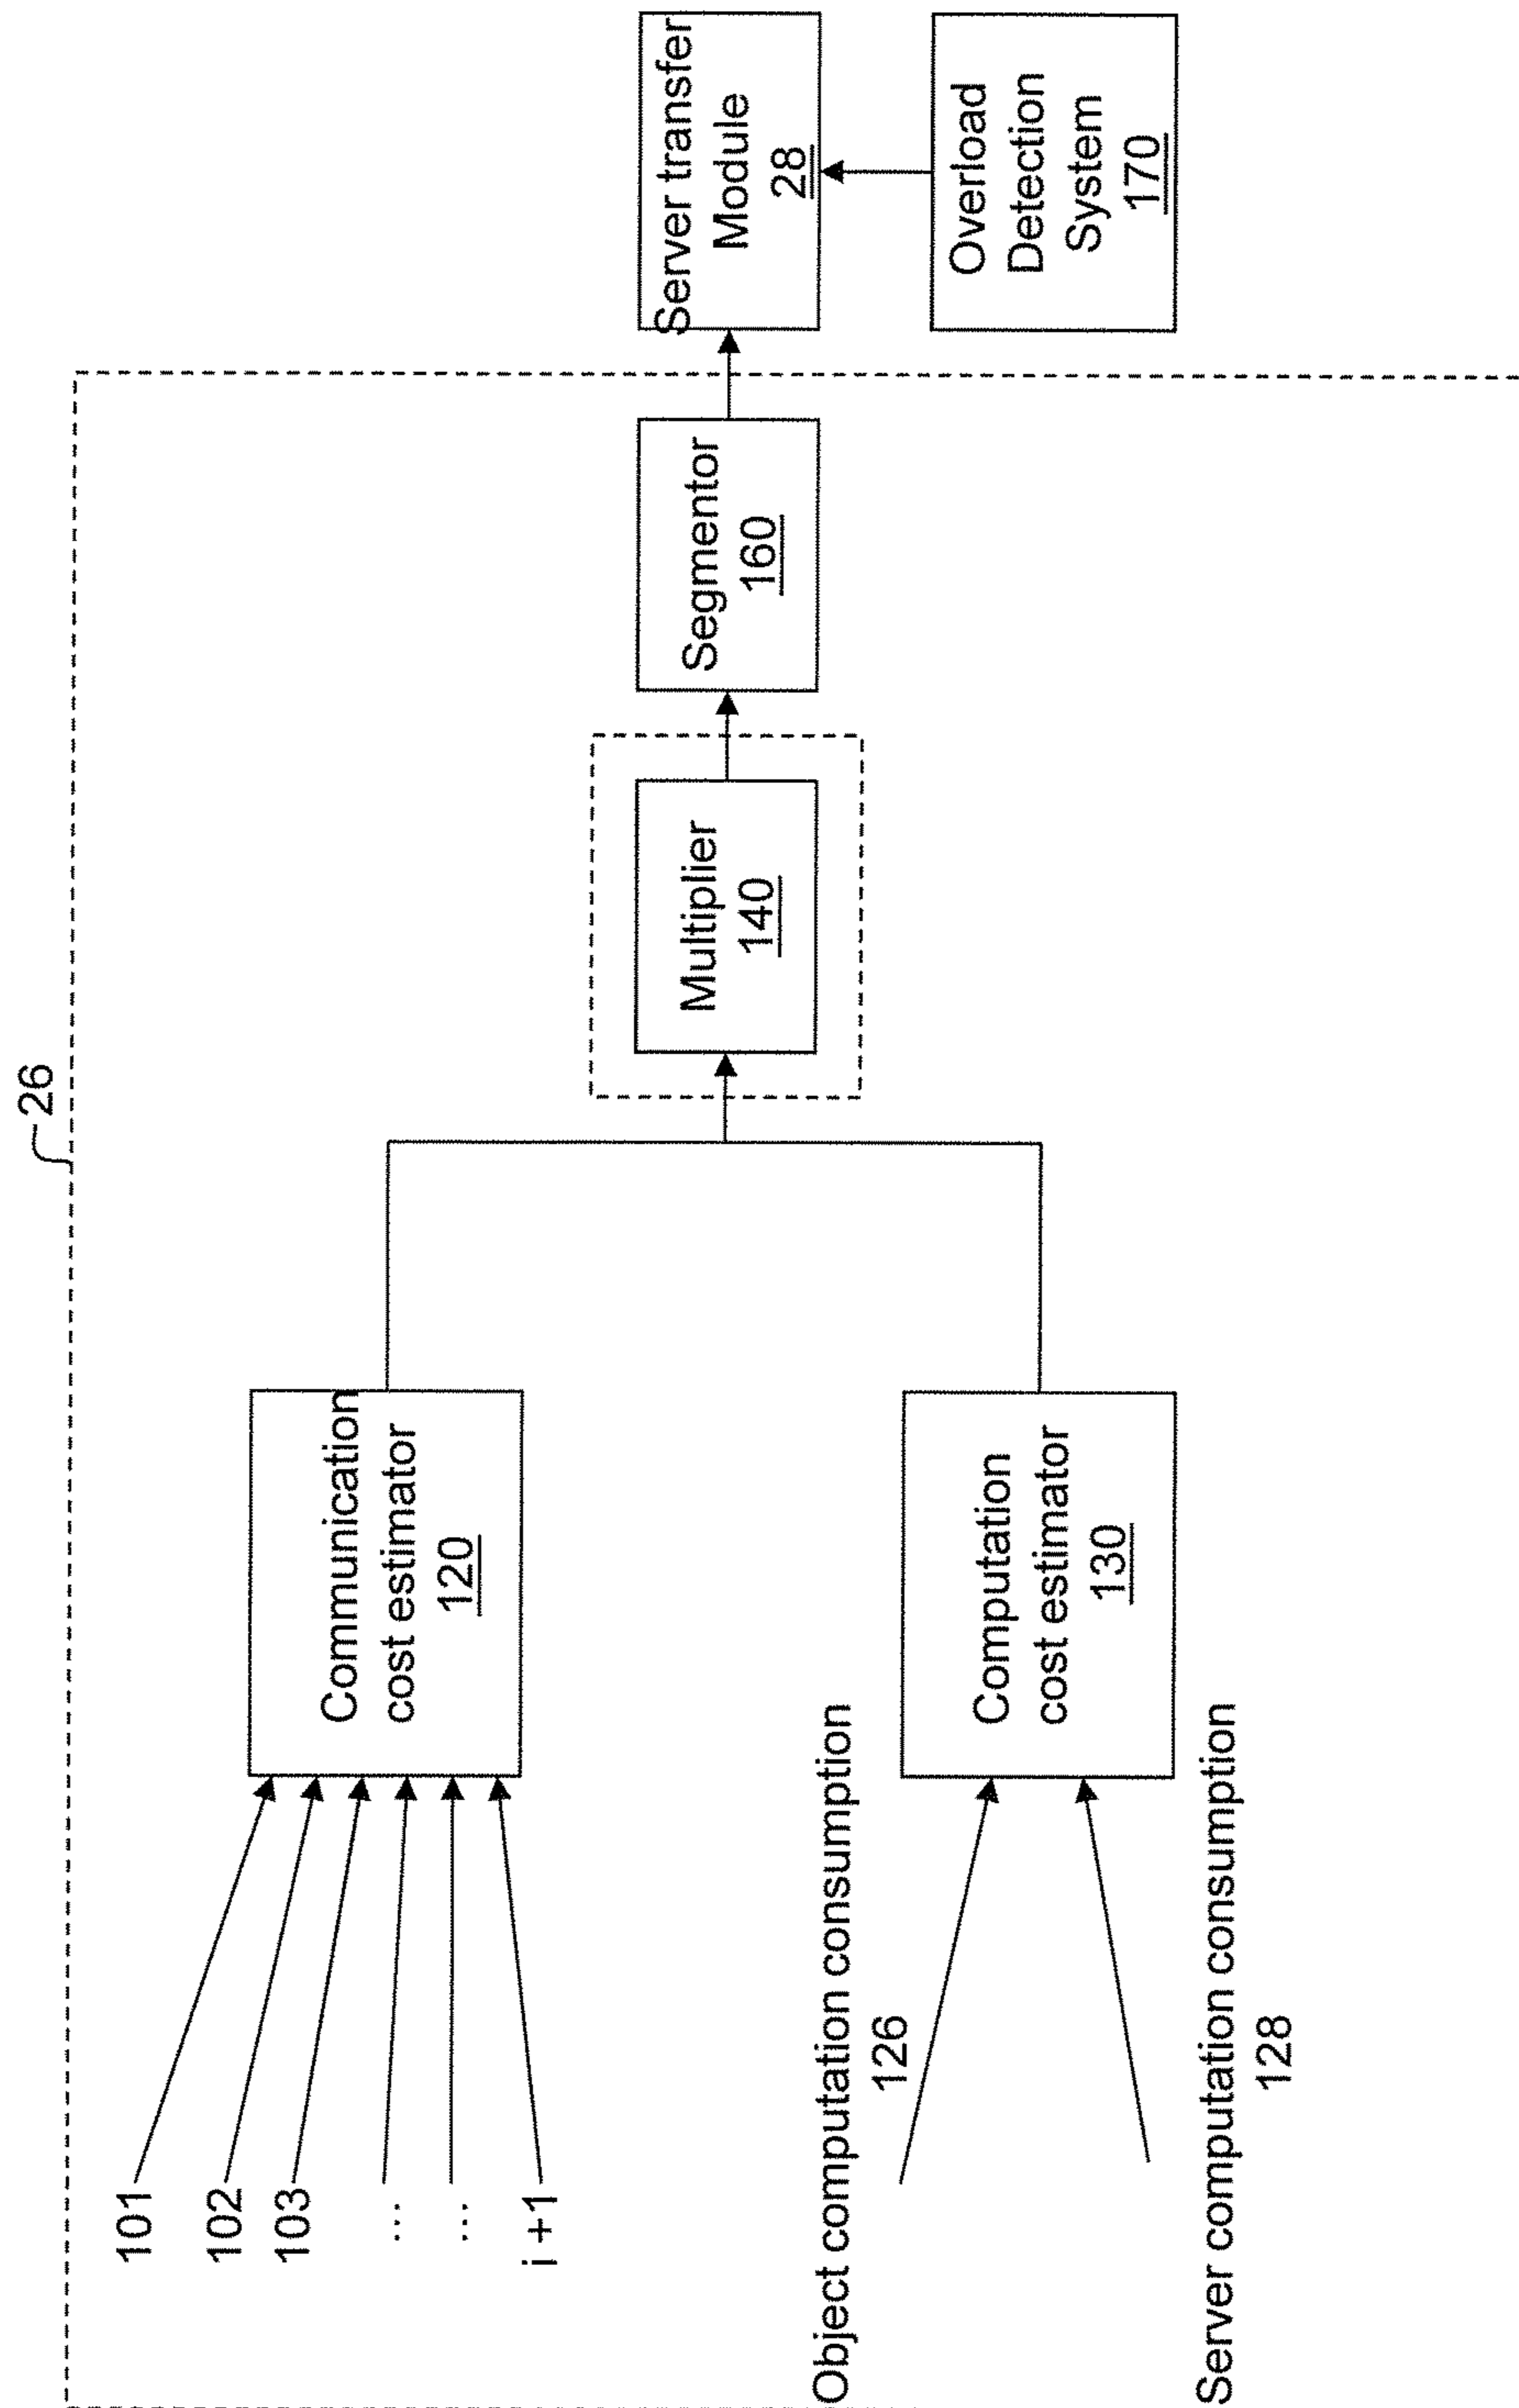 26
101
102
103
...
...
i +1
Communication
cost estimator
120
Object computation consumption
126
Server computation consumption
128
Computation
cost estimator
130
Multiplier
140
Segmentor
160
Server transfer
Module
28
Overload
Detection
System
170